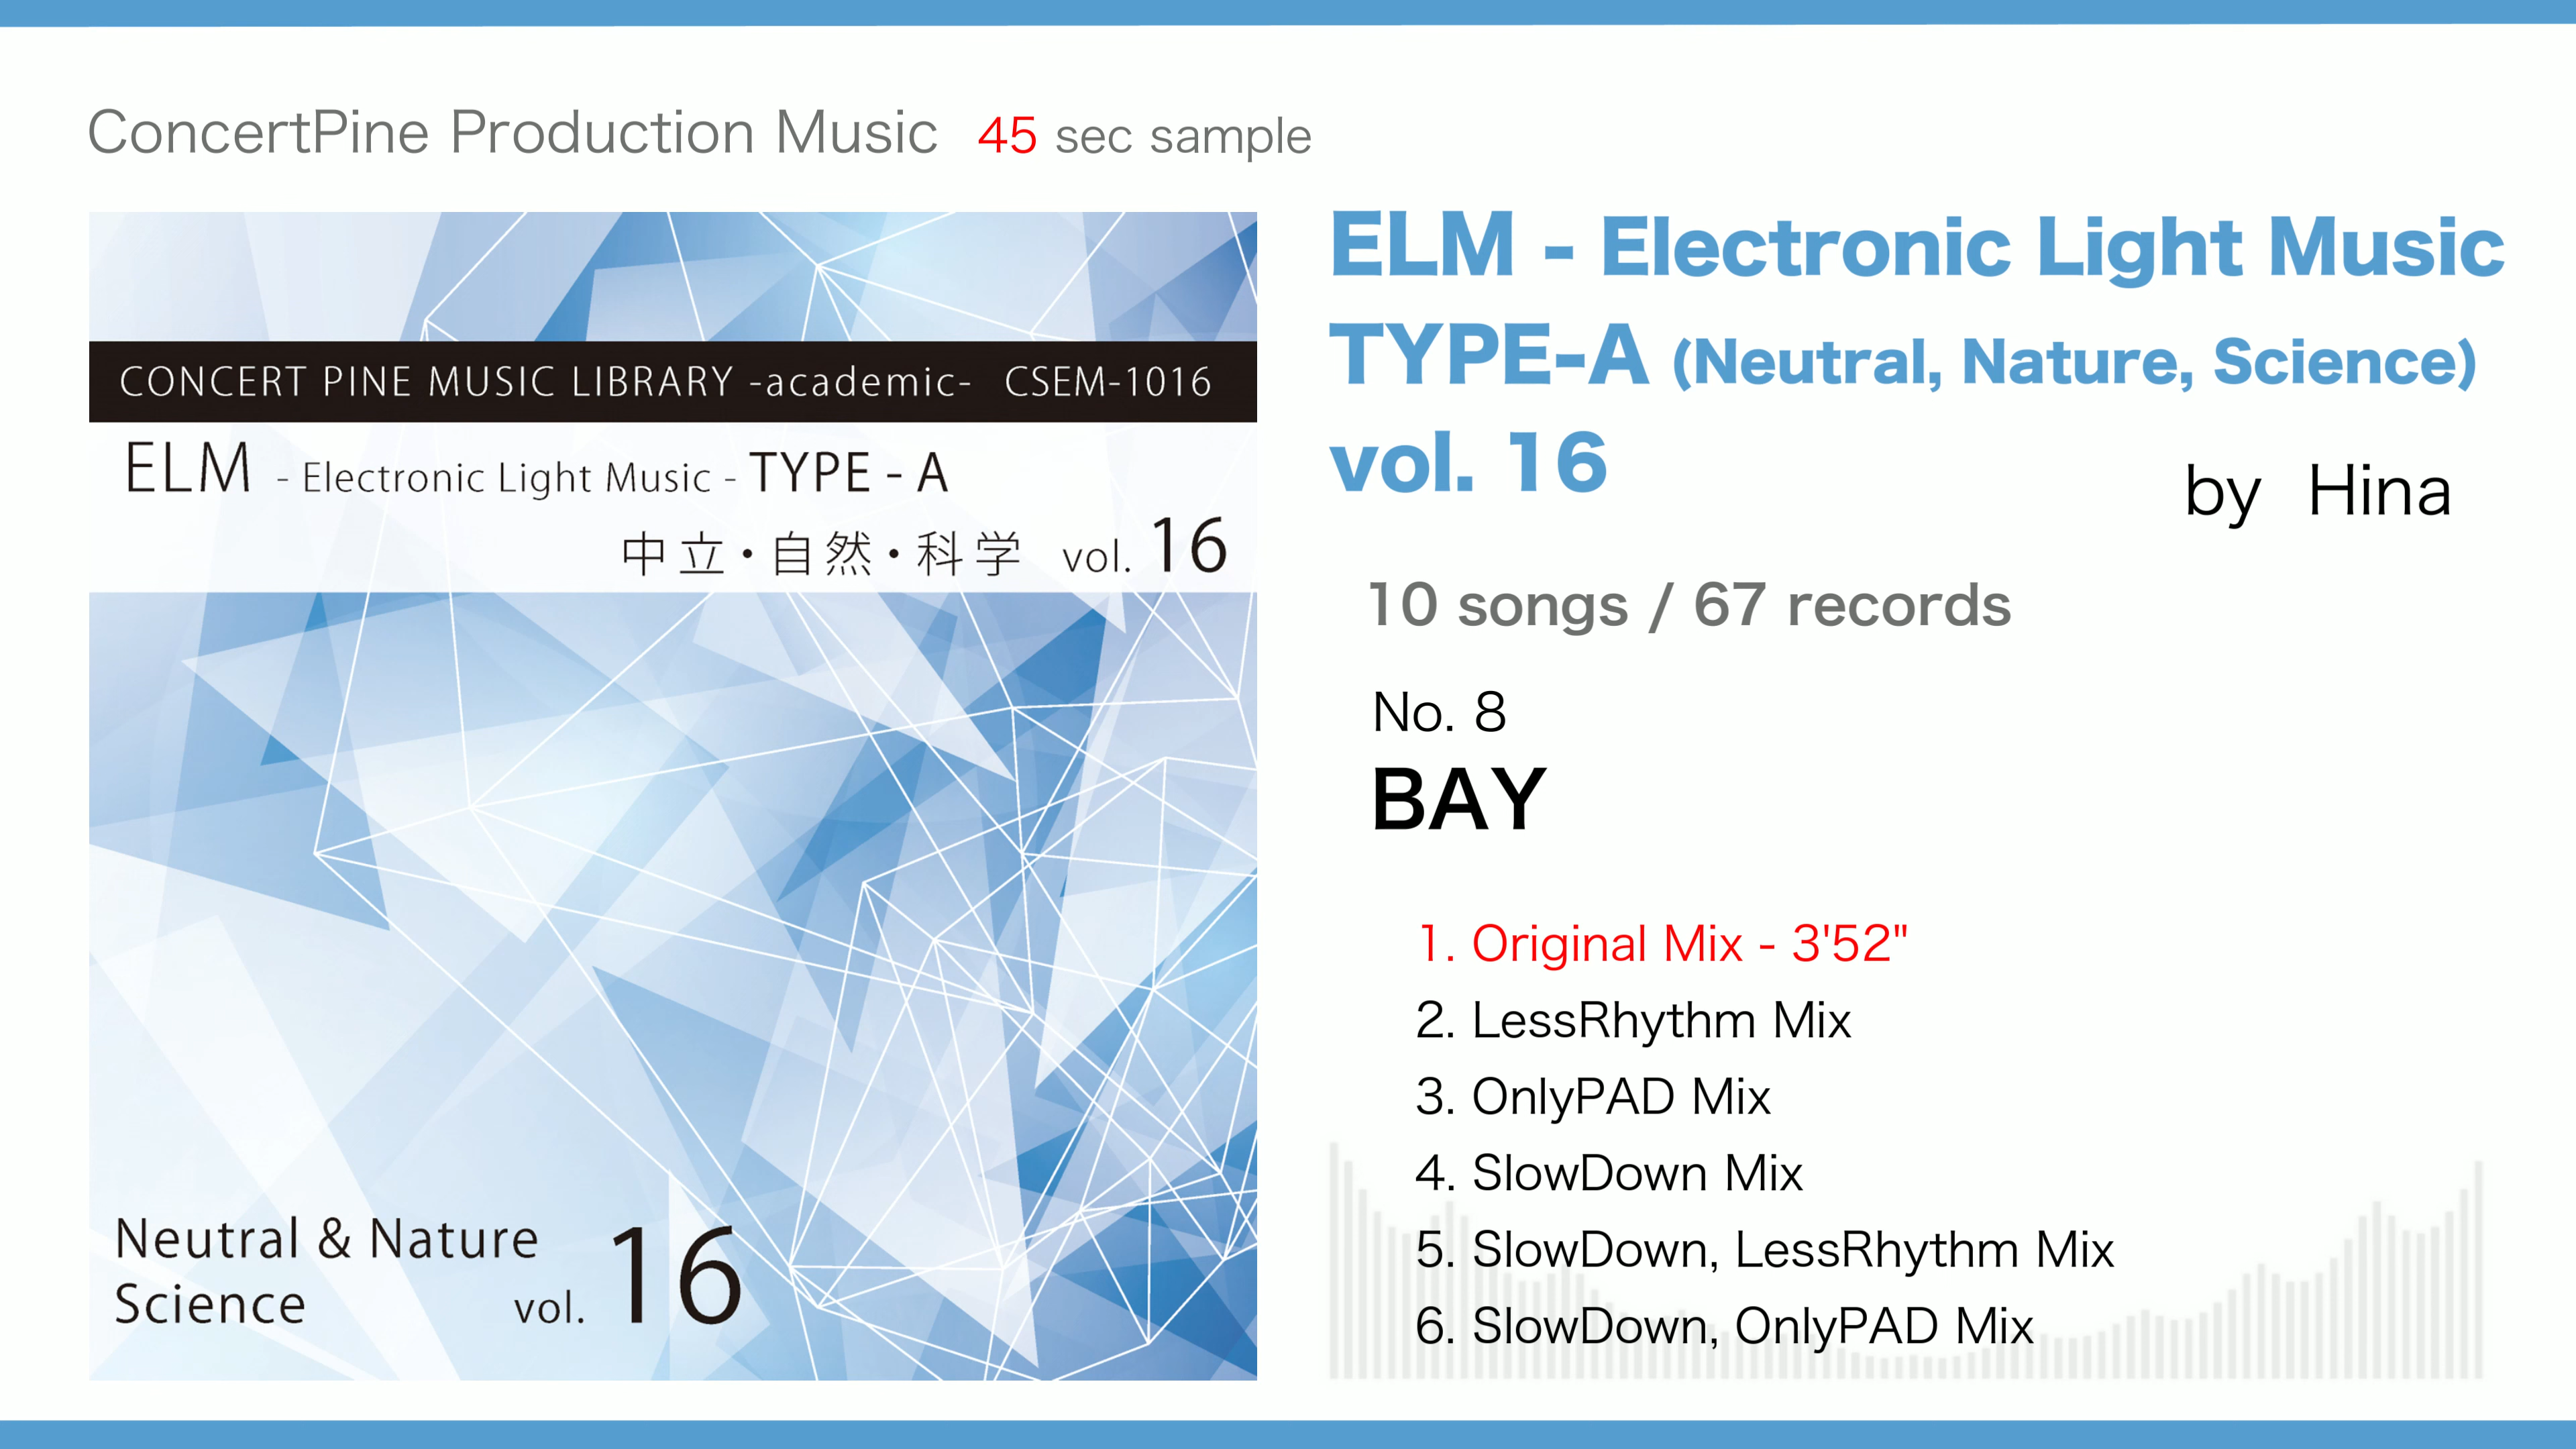 ConcertPine Production Music 45 sec sample
CONCERT PINE MUSIC LIBRARY -academic- CSEM-1016
ELM - Electronic Light Music - TYPE - A
中立・自然・科学 vol. 16
Neutral & Nature
Science vol. 16
ELM - Electronic Light Music
TYPE-A (Neutral, Nature, Science)
vol. 16
by Hina
10 songs / 67 records
No. 8
BAY
1. Original Mix - 3'52"
2. LessRhythm Mix
3. OnlyPAD Mix
4. SlowDown Mix
5. SlowDown, LessRhythm Mix
6. SlowDown, OnlyPAD Mix